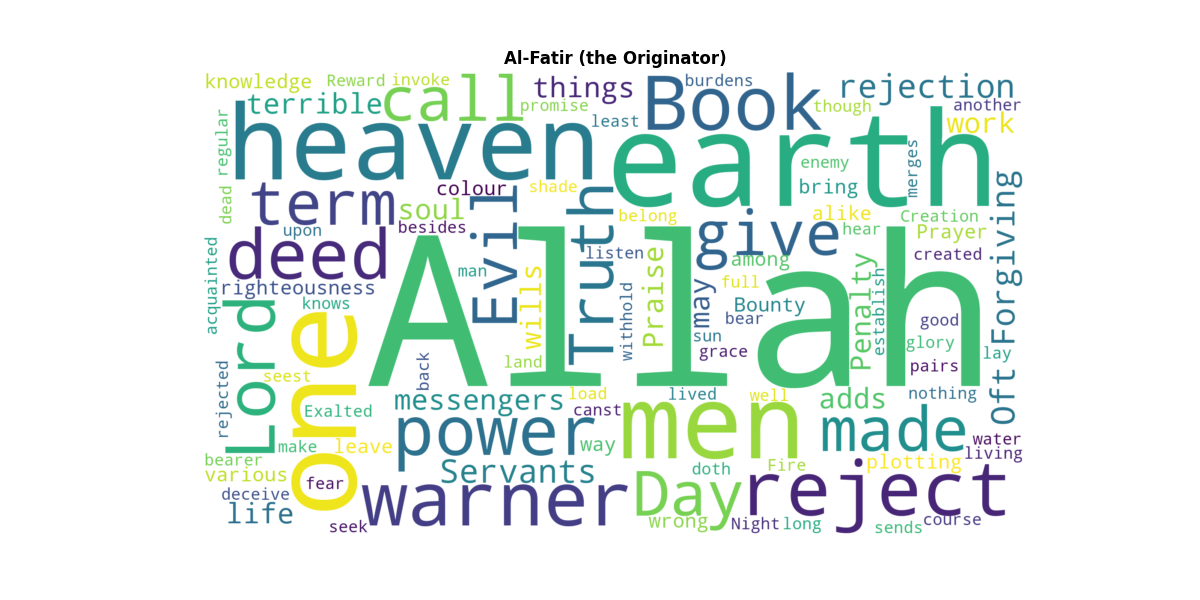 Al-Fatir (the Originator)
knowledge
Reward
invoke
call
things
Book
burdens
rejection
terrible
promise
least
though
another
work
regular
heaven
earth
enemy
merges
bring
dead
term
colour
shade
soul
Evil
Truth
belong
give
alike
Creation
Forgiving
upon
besides
hear
Prayer
deed
Allah
listen
among
created
acquainted
man
wills
Praise
full
Penalty
establish
righteousness
withhold
may
Bounty
knows
bear
good
Lord
one
sun
glory
grace
lay
back
land
pairs
seest
rejected
oft
Exalted
messengers
load
canst
lived
well
adds
nothing
make
leave
power
way
men
made
water
living
bearer
various
Servants
doth
Fire
plotting
fear
deceive
warner
Day
reject
life
seek
wrong
Night
long
sends
course